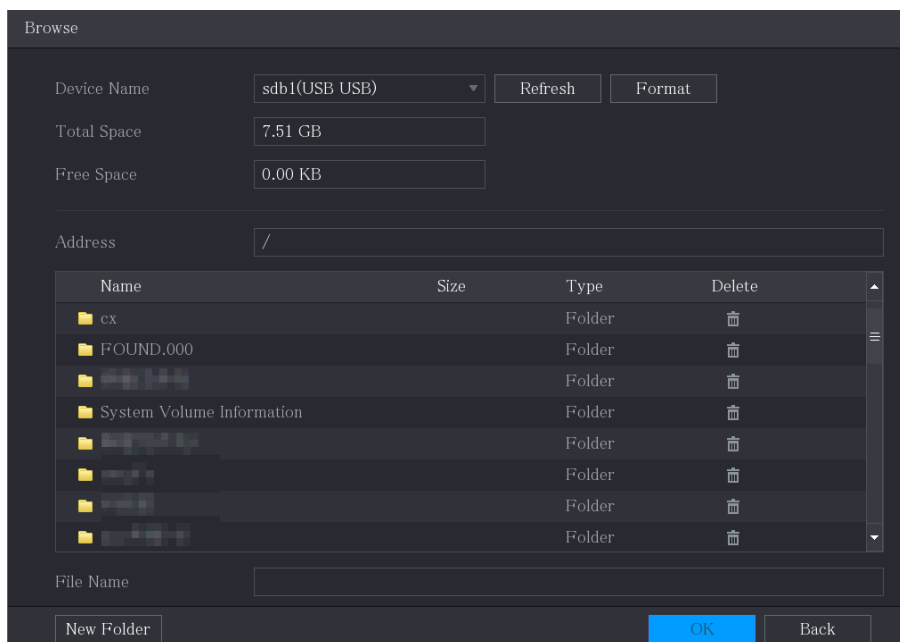 Browse
Device Name sdb1(USB USB) Refresh Format
Total Space 7.51 GB
Free Space 0.00 KB
Address /
Name Size Type Delete
cx Folder
FOUND.000 Folder
Folder
System Volume Information Folder
Folder
Folder
Folder
Folder
File Name
New Folder OK Back